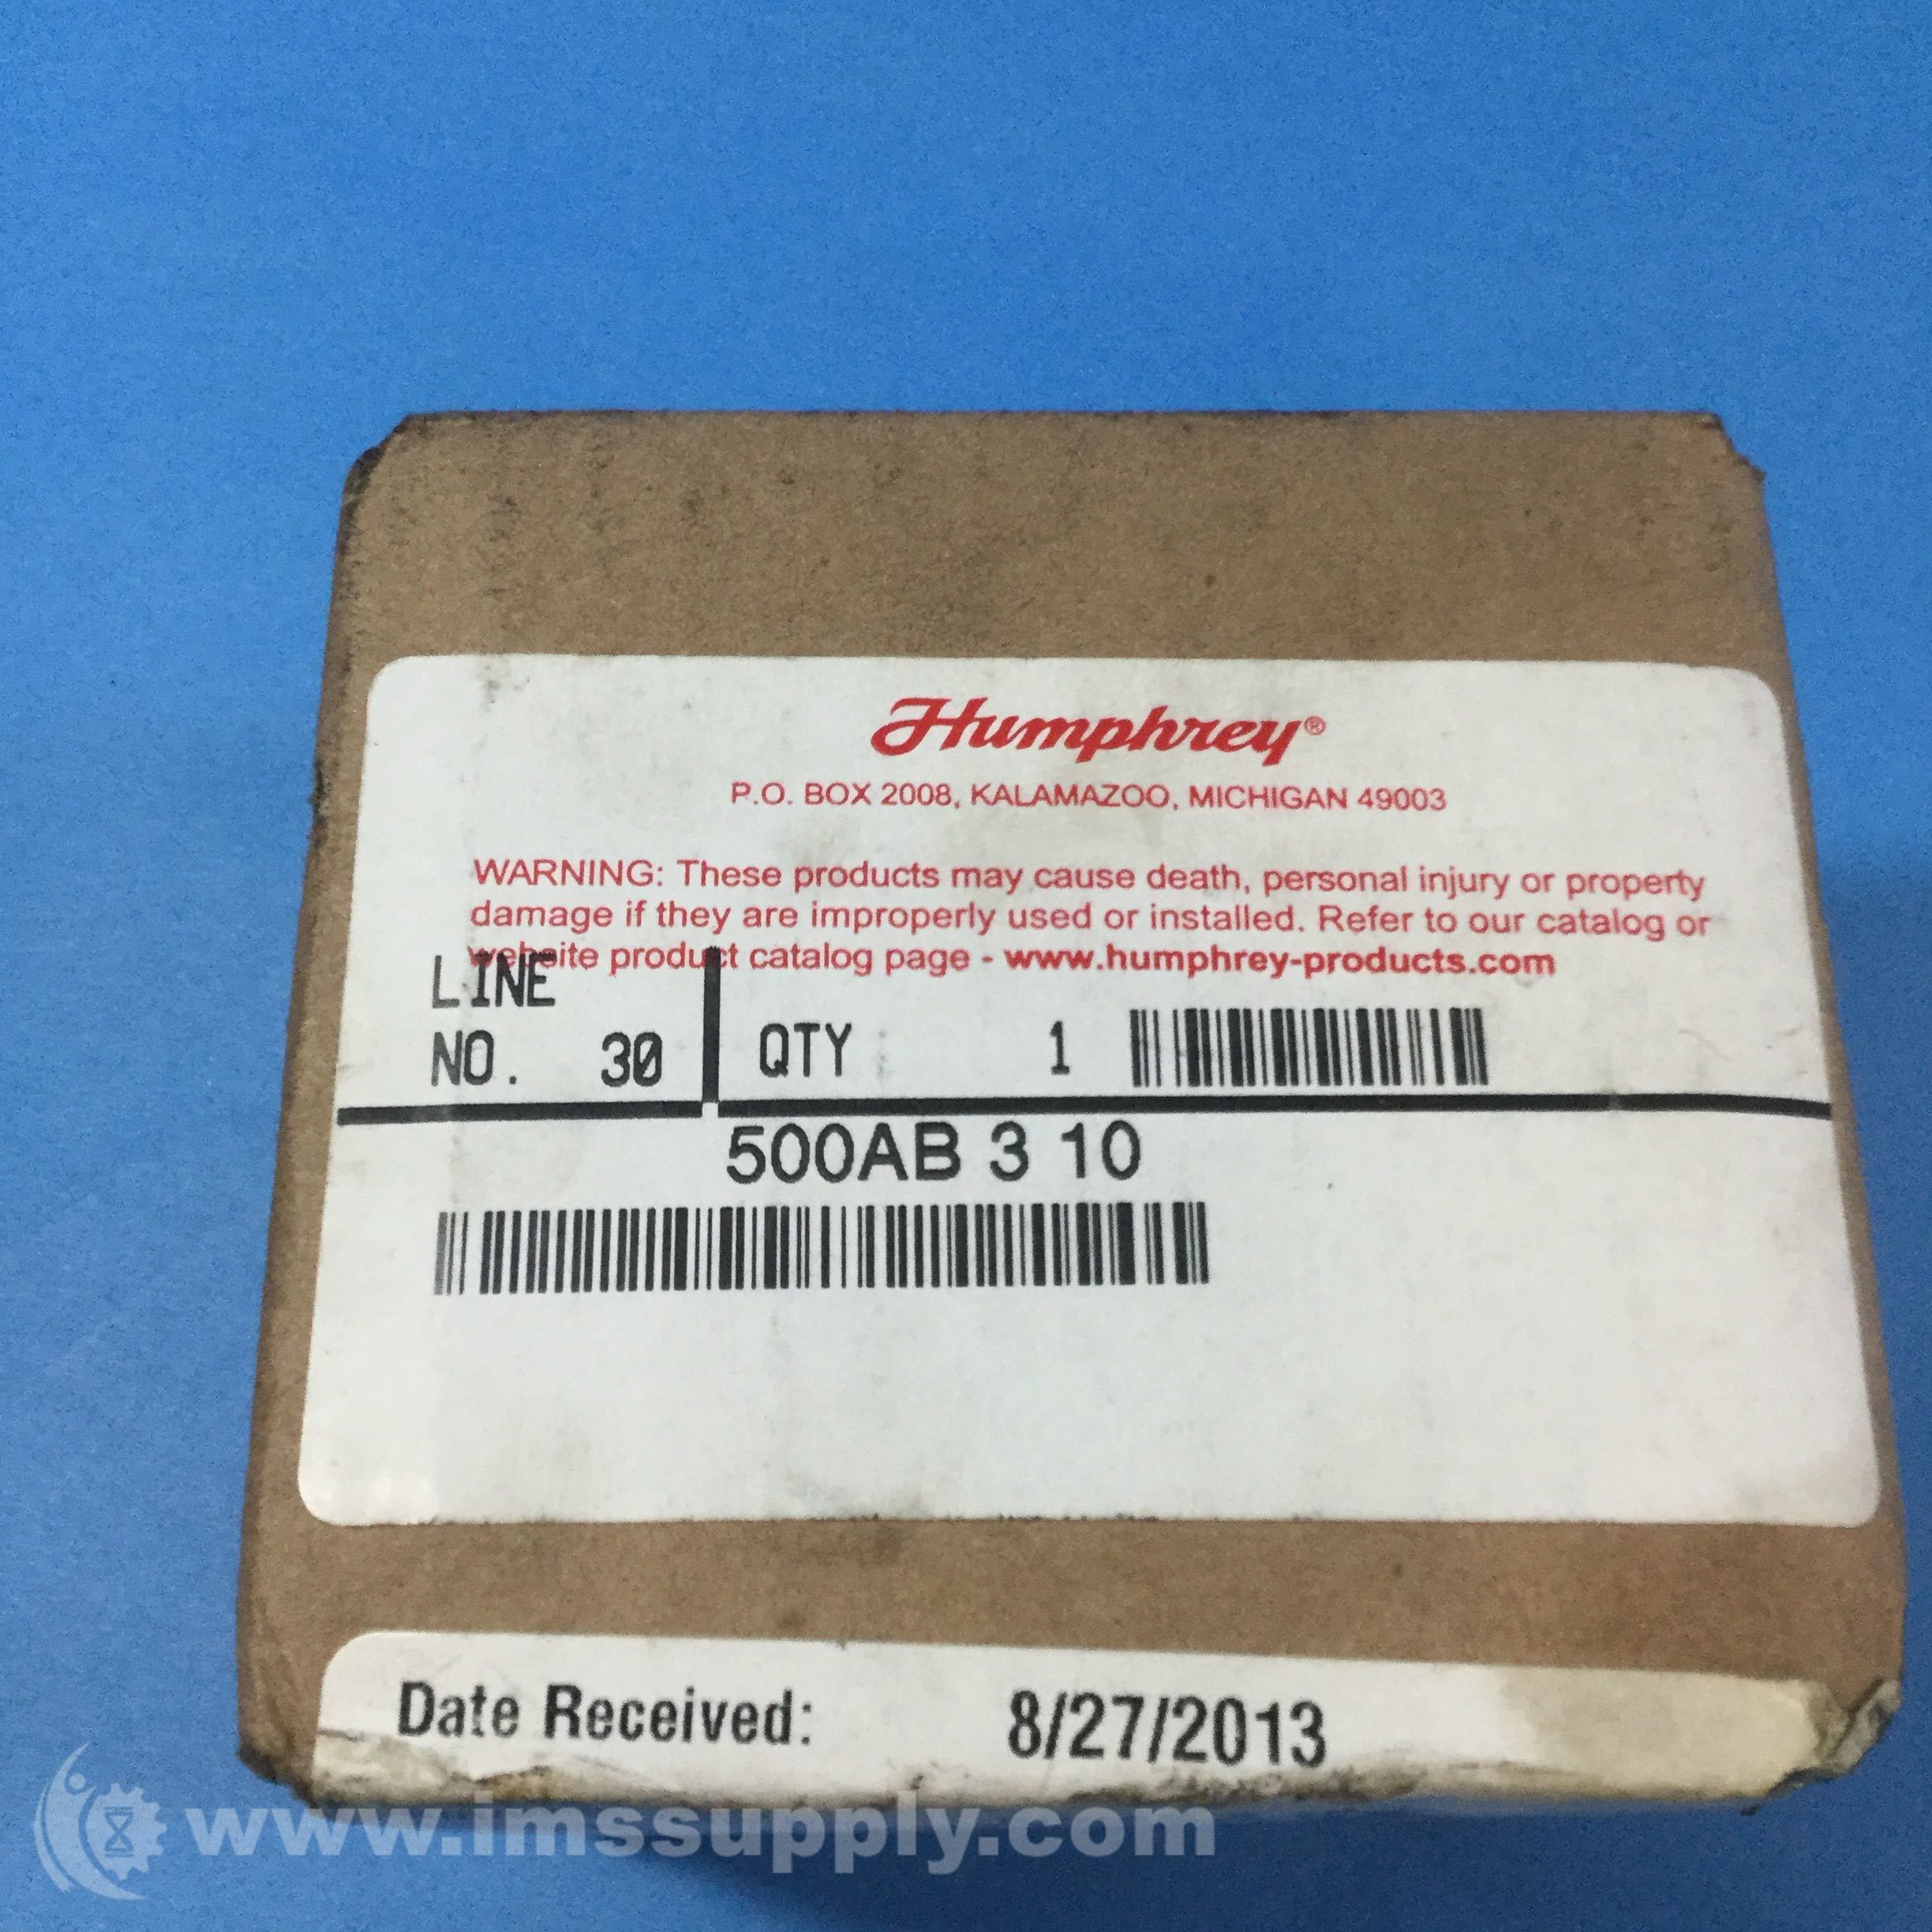 Humphrey®
P.O. BOX 2008, KALAMAZOO, MICHIGAN 49003
WARNING: These products may cause death, personal injury or property
damage if they are improperly used or installed. Refer to our catalog or
website product catalog page - www.humphrey-products.com
LINE
NO. 30 QTY 1
500AB 3 10
Date Received: 8/27/2013
www.imssupply.com